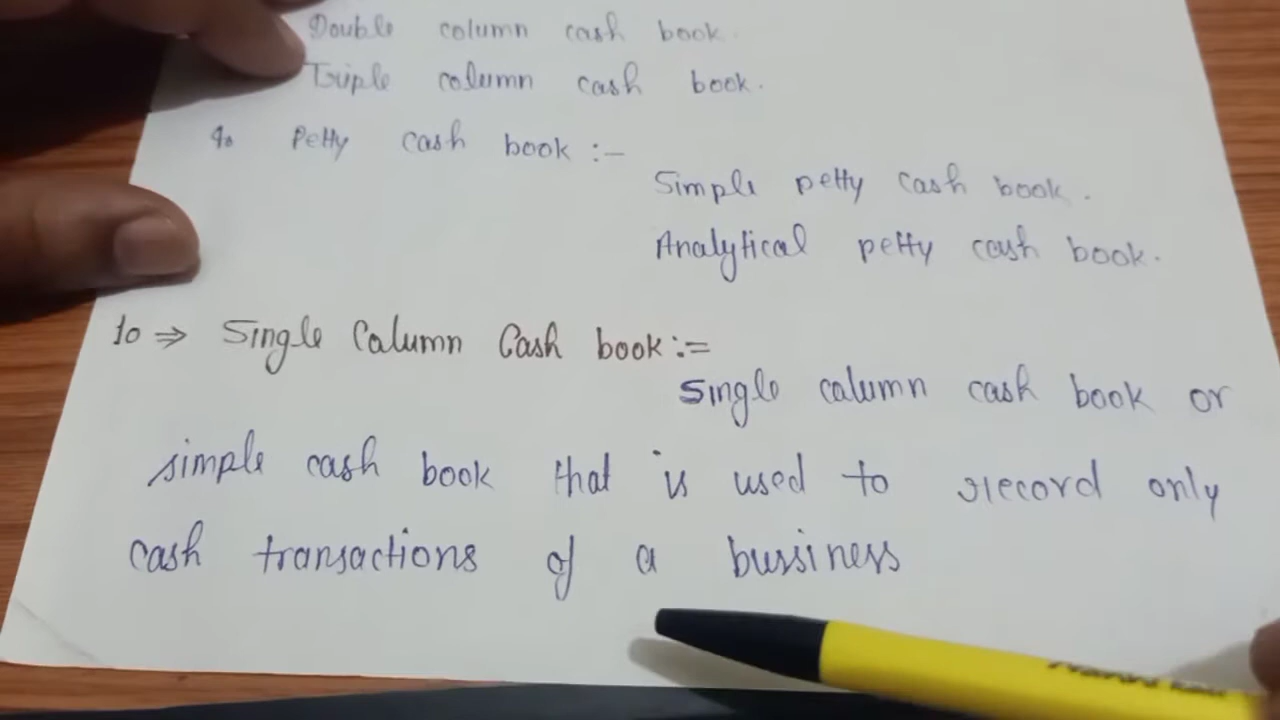 Double column cash book.
Triple column cash book.
4. Petty cash book :-
Simple petty cash book.
Analytical petty cash book.
1. ⇒ Single Calumn Cash book :=
Single calumn cash book or
simple cash book that is used to record only
cash transactions of a bussiness